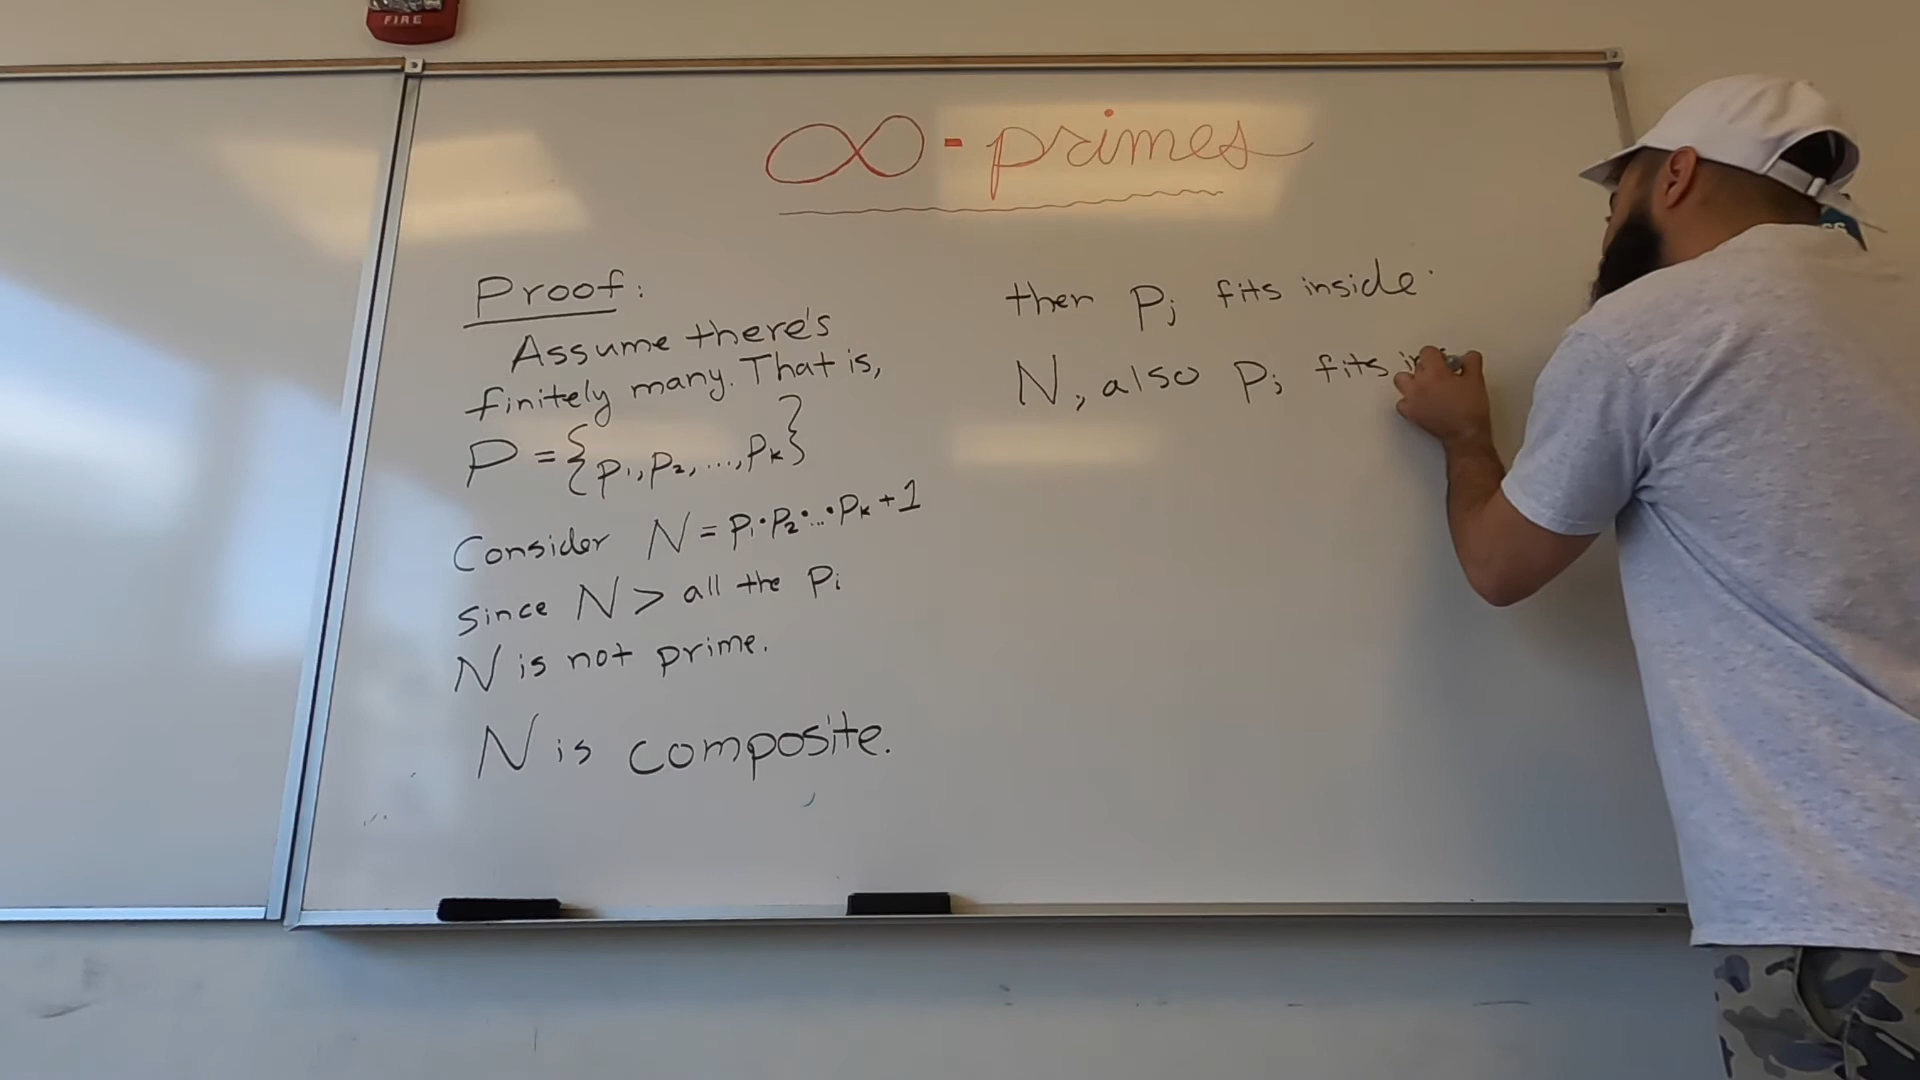 FIRE
∞-primes
Proof:
Assume there's
finitely many. That is,
P = {p₁, p₂, ..., pₖ}
Consider N = p₁·p₂·...·pₖ+1
since N > all the pᵢ
N is not prime.
N is composite.
then pⱼ fits inside
N, also pⱼ fits